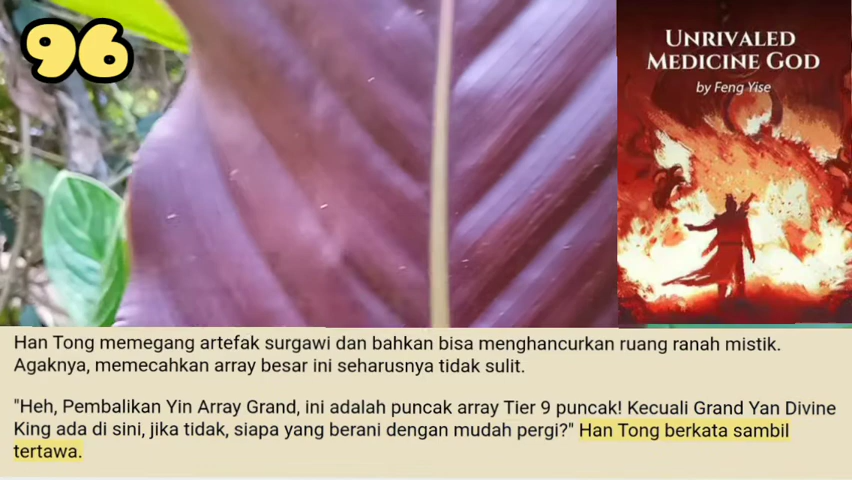 96
UNRIVALED
MEDICINE GOD
by Feng Yise
Han Tong memegang artefak surgawi dan bahkan bisa menghancurkan ruang ranah mistik.
Agaknya, memecahkan array besar ini seharusnya tidak sulit.
"Heh, Pembalikan Yin Array Grand, ini adalah puncak array Tier 9 puncak! Kecuali Grand Yan Divine
King ada di sini, jika tidak, siapa yang berani dengan mudah pergi?" Han Tong berkata sambil
tertawa.